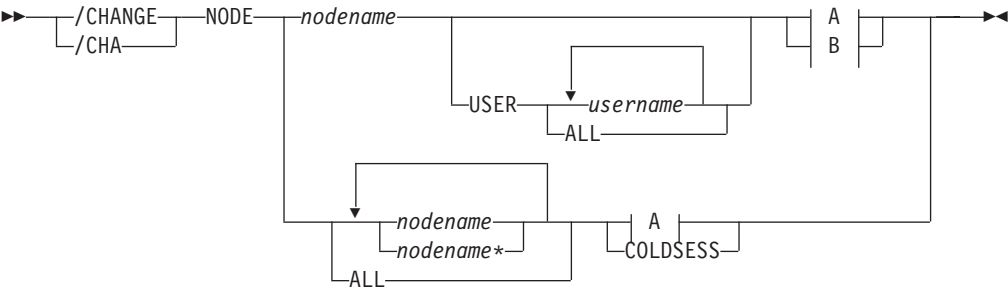 /CHANGE NODE nodename A
/CHA B
USER username
ALL
nodename A
nodename* COLDSESS
ALL